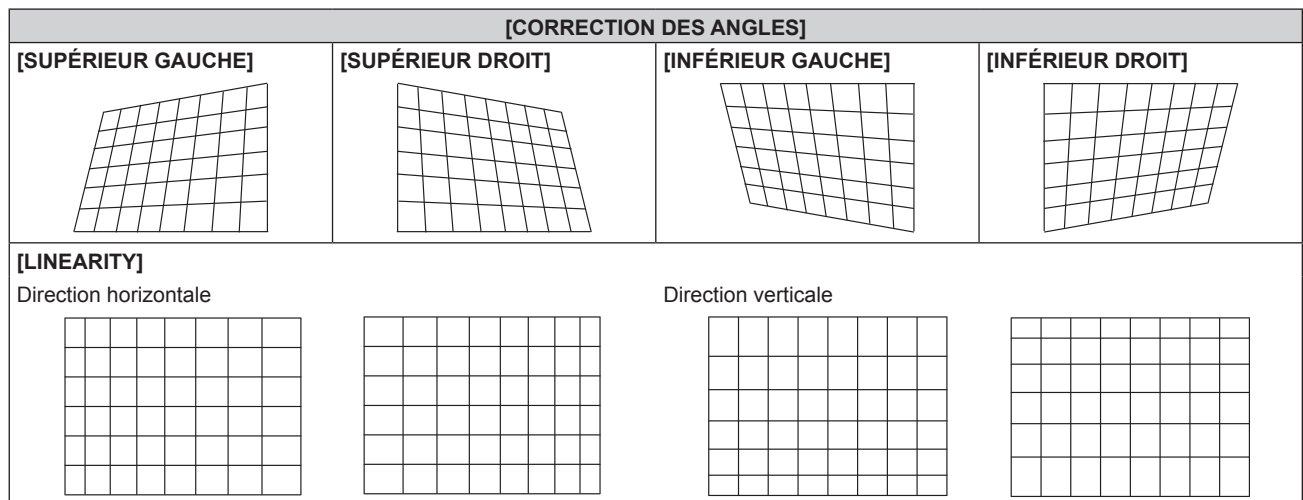 [CORRECTION DES ANGLES]
[SUPÉRIEUR GAUCHE]
[SUPÉRIEUR DROIT]
[INFÉRIEUR GAUCHE]
[INFÉRIEUR DROIT]
[LINEARITY]
Direction horizontale
Direction verticale